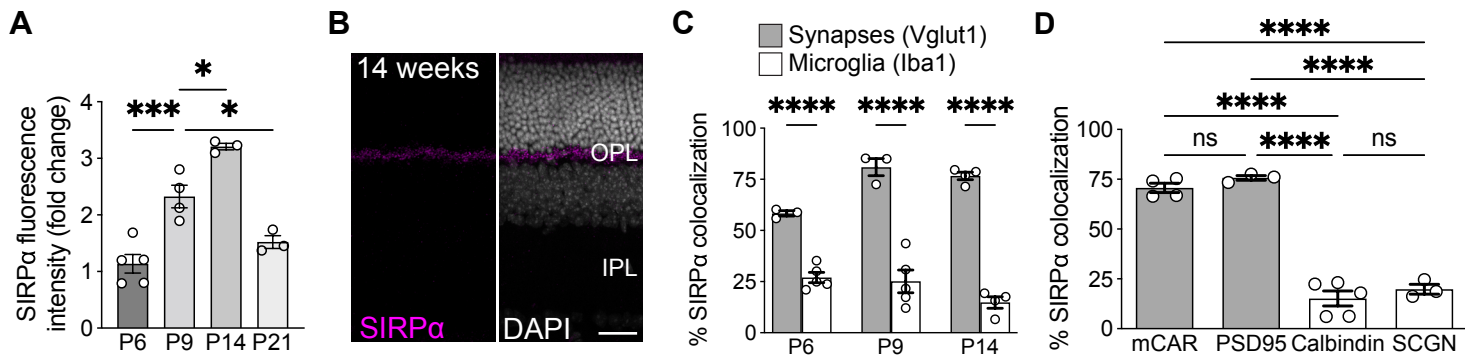 A
SIRPα fluorescence
intensity (fold change)
4
3
2
1
0
***
*
*
P6 P9 P14 P21
B
14 weeks
OPL
IPL
SIRPα
DAPI
C
Synapses (Vglut1)
Microglia (Iba1)
% SIRPα colocalization
100
75
50
25
0
**** **** ****
P6 P9 P14
D
% SIRPα colocalization
100
75
50
25
0
****
****
****
ns **** ns
mCAR PSD95 Calbindin SCGN